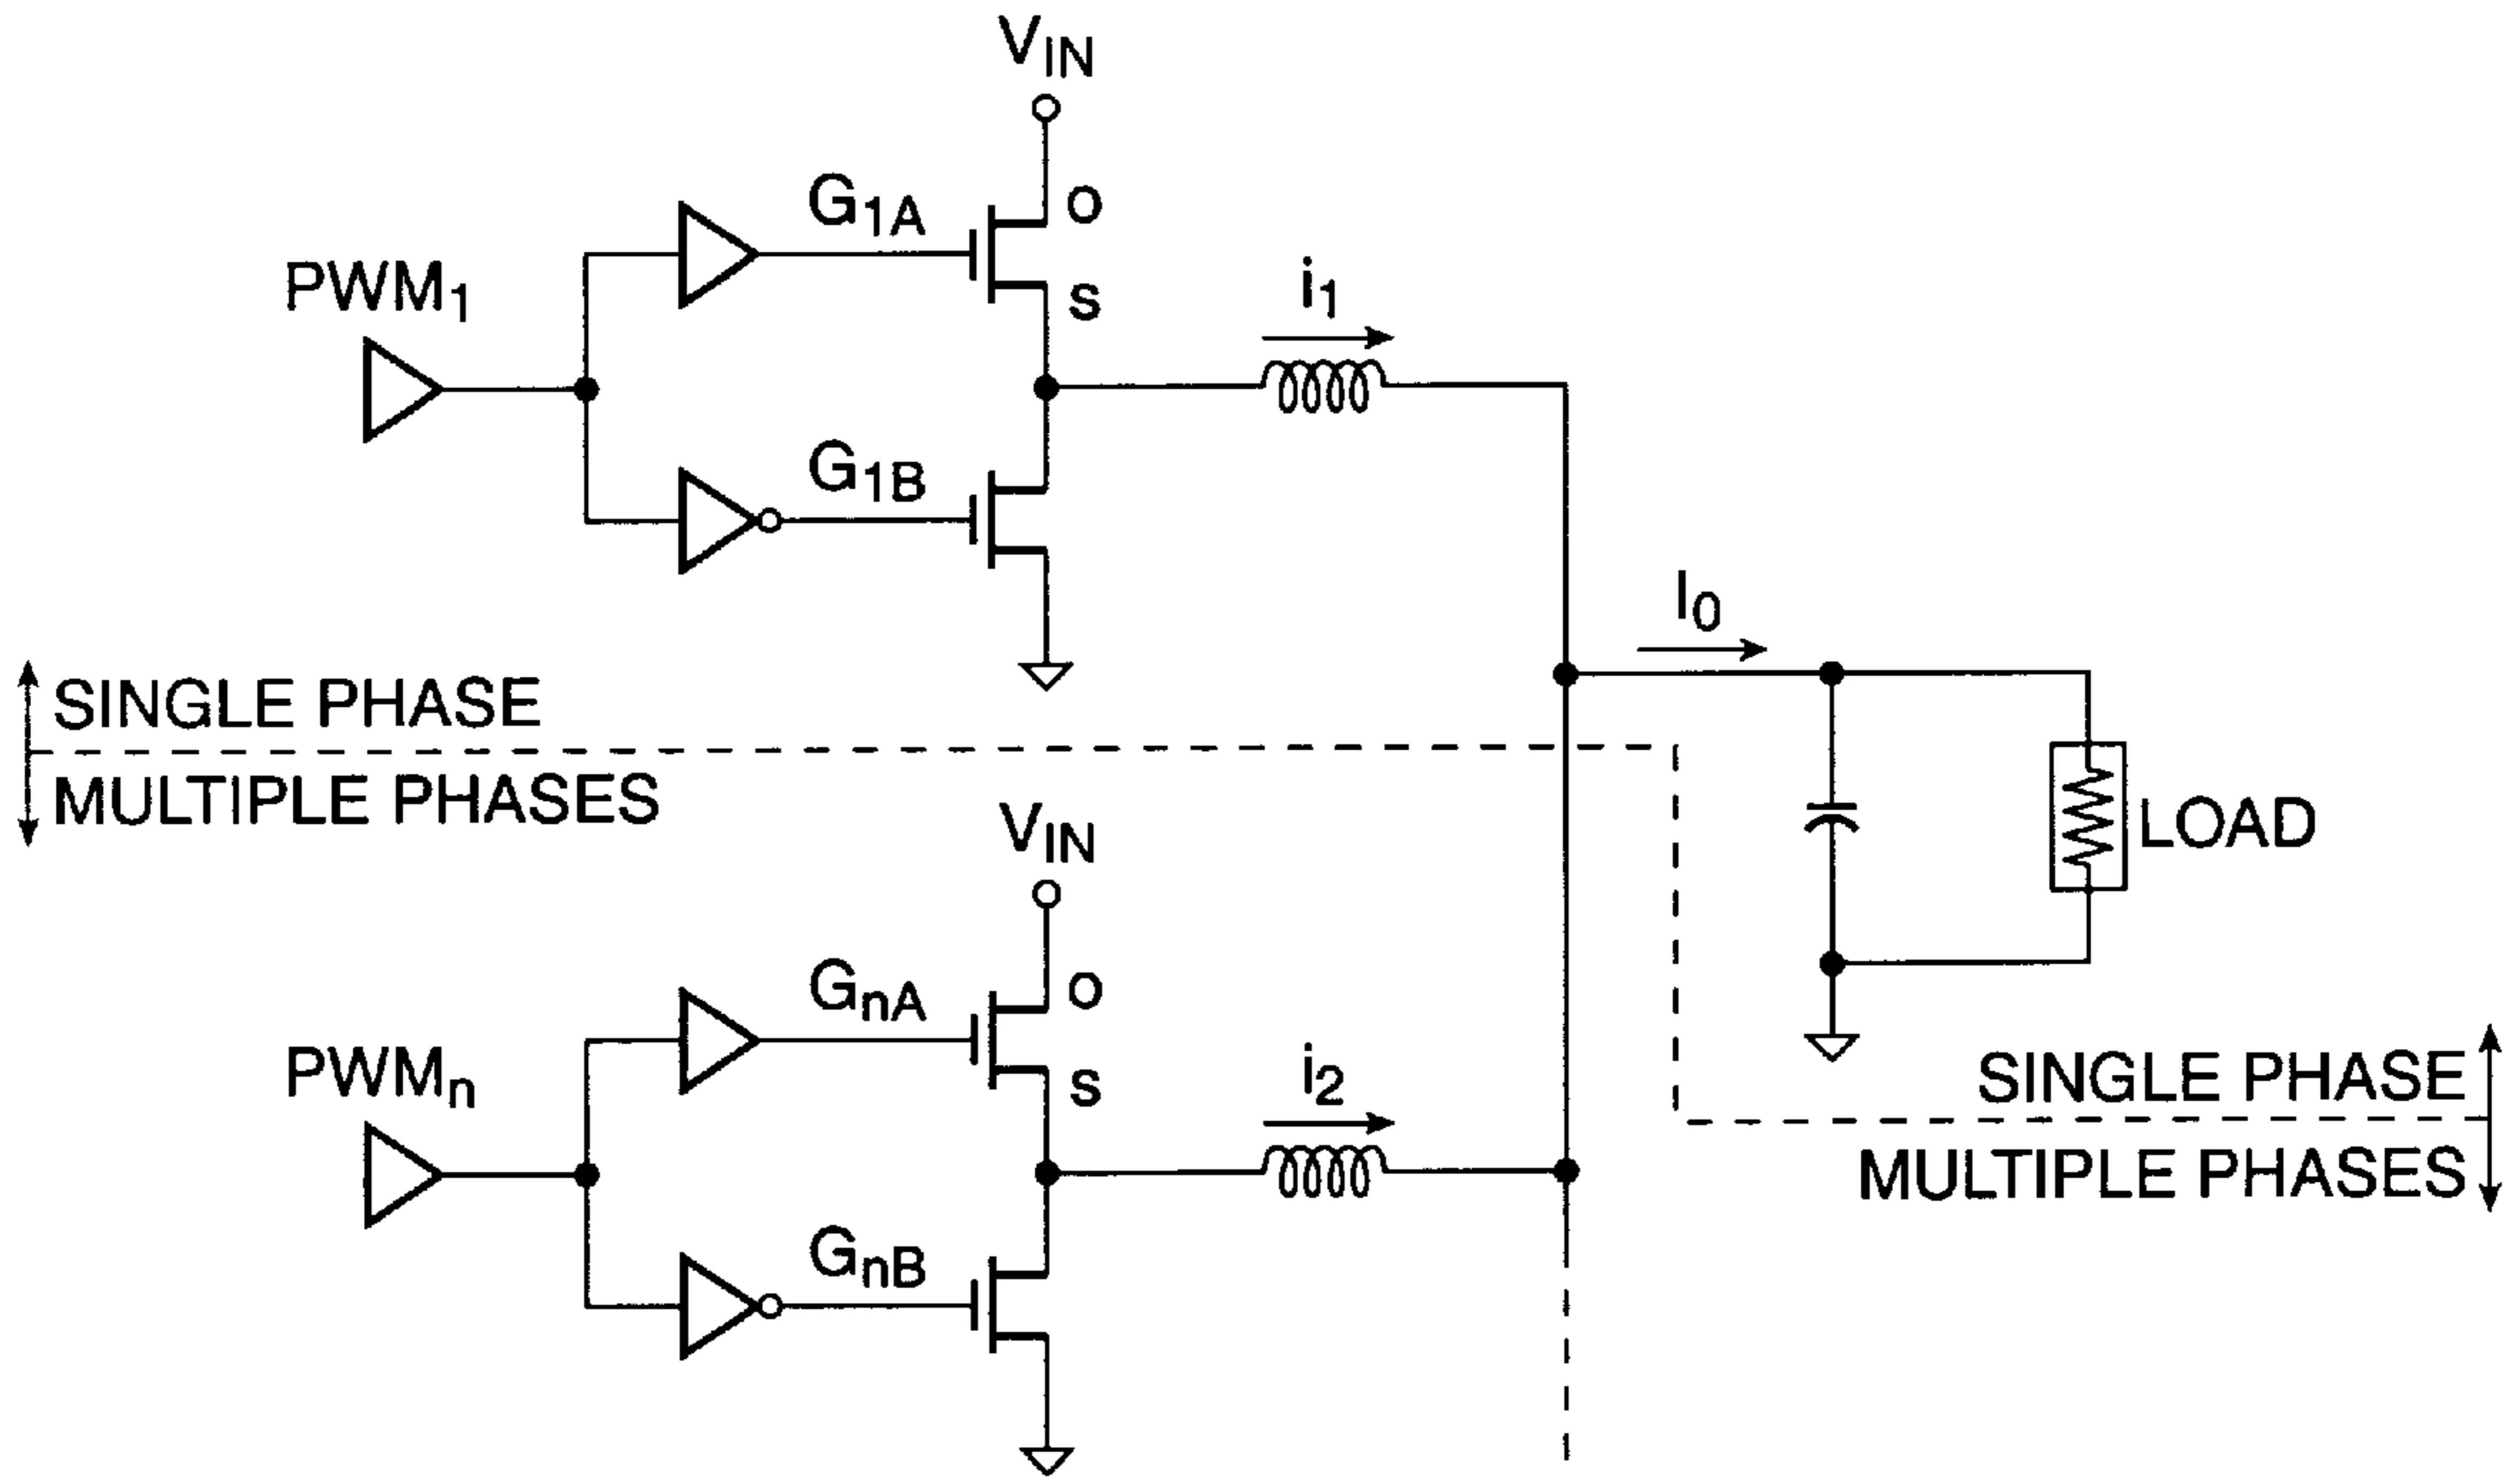 VIN
G1A
O
S
PWM1
i1
G1B
I0
SINGLE PHASE
MULTIPLE PHASES
LOAD
VIN
GnA
O
S
PWMn
i2
GnB
SINGLE PHASE
MULTIPLE PHASES